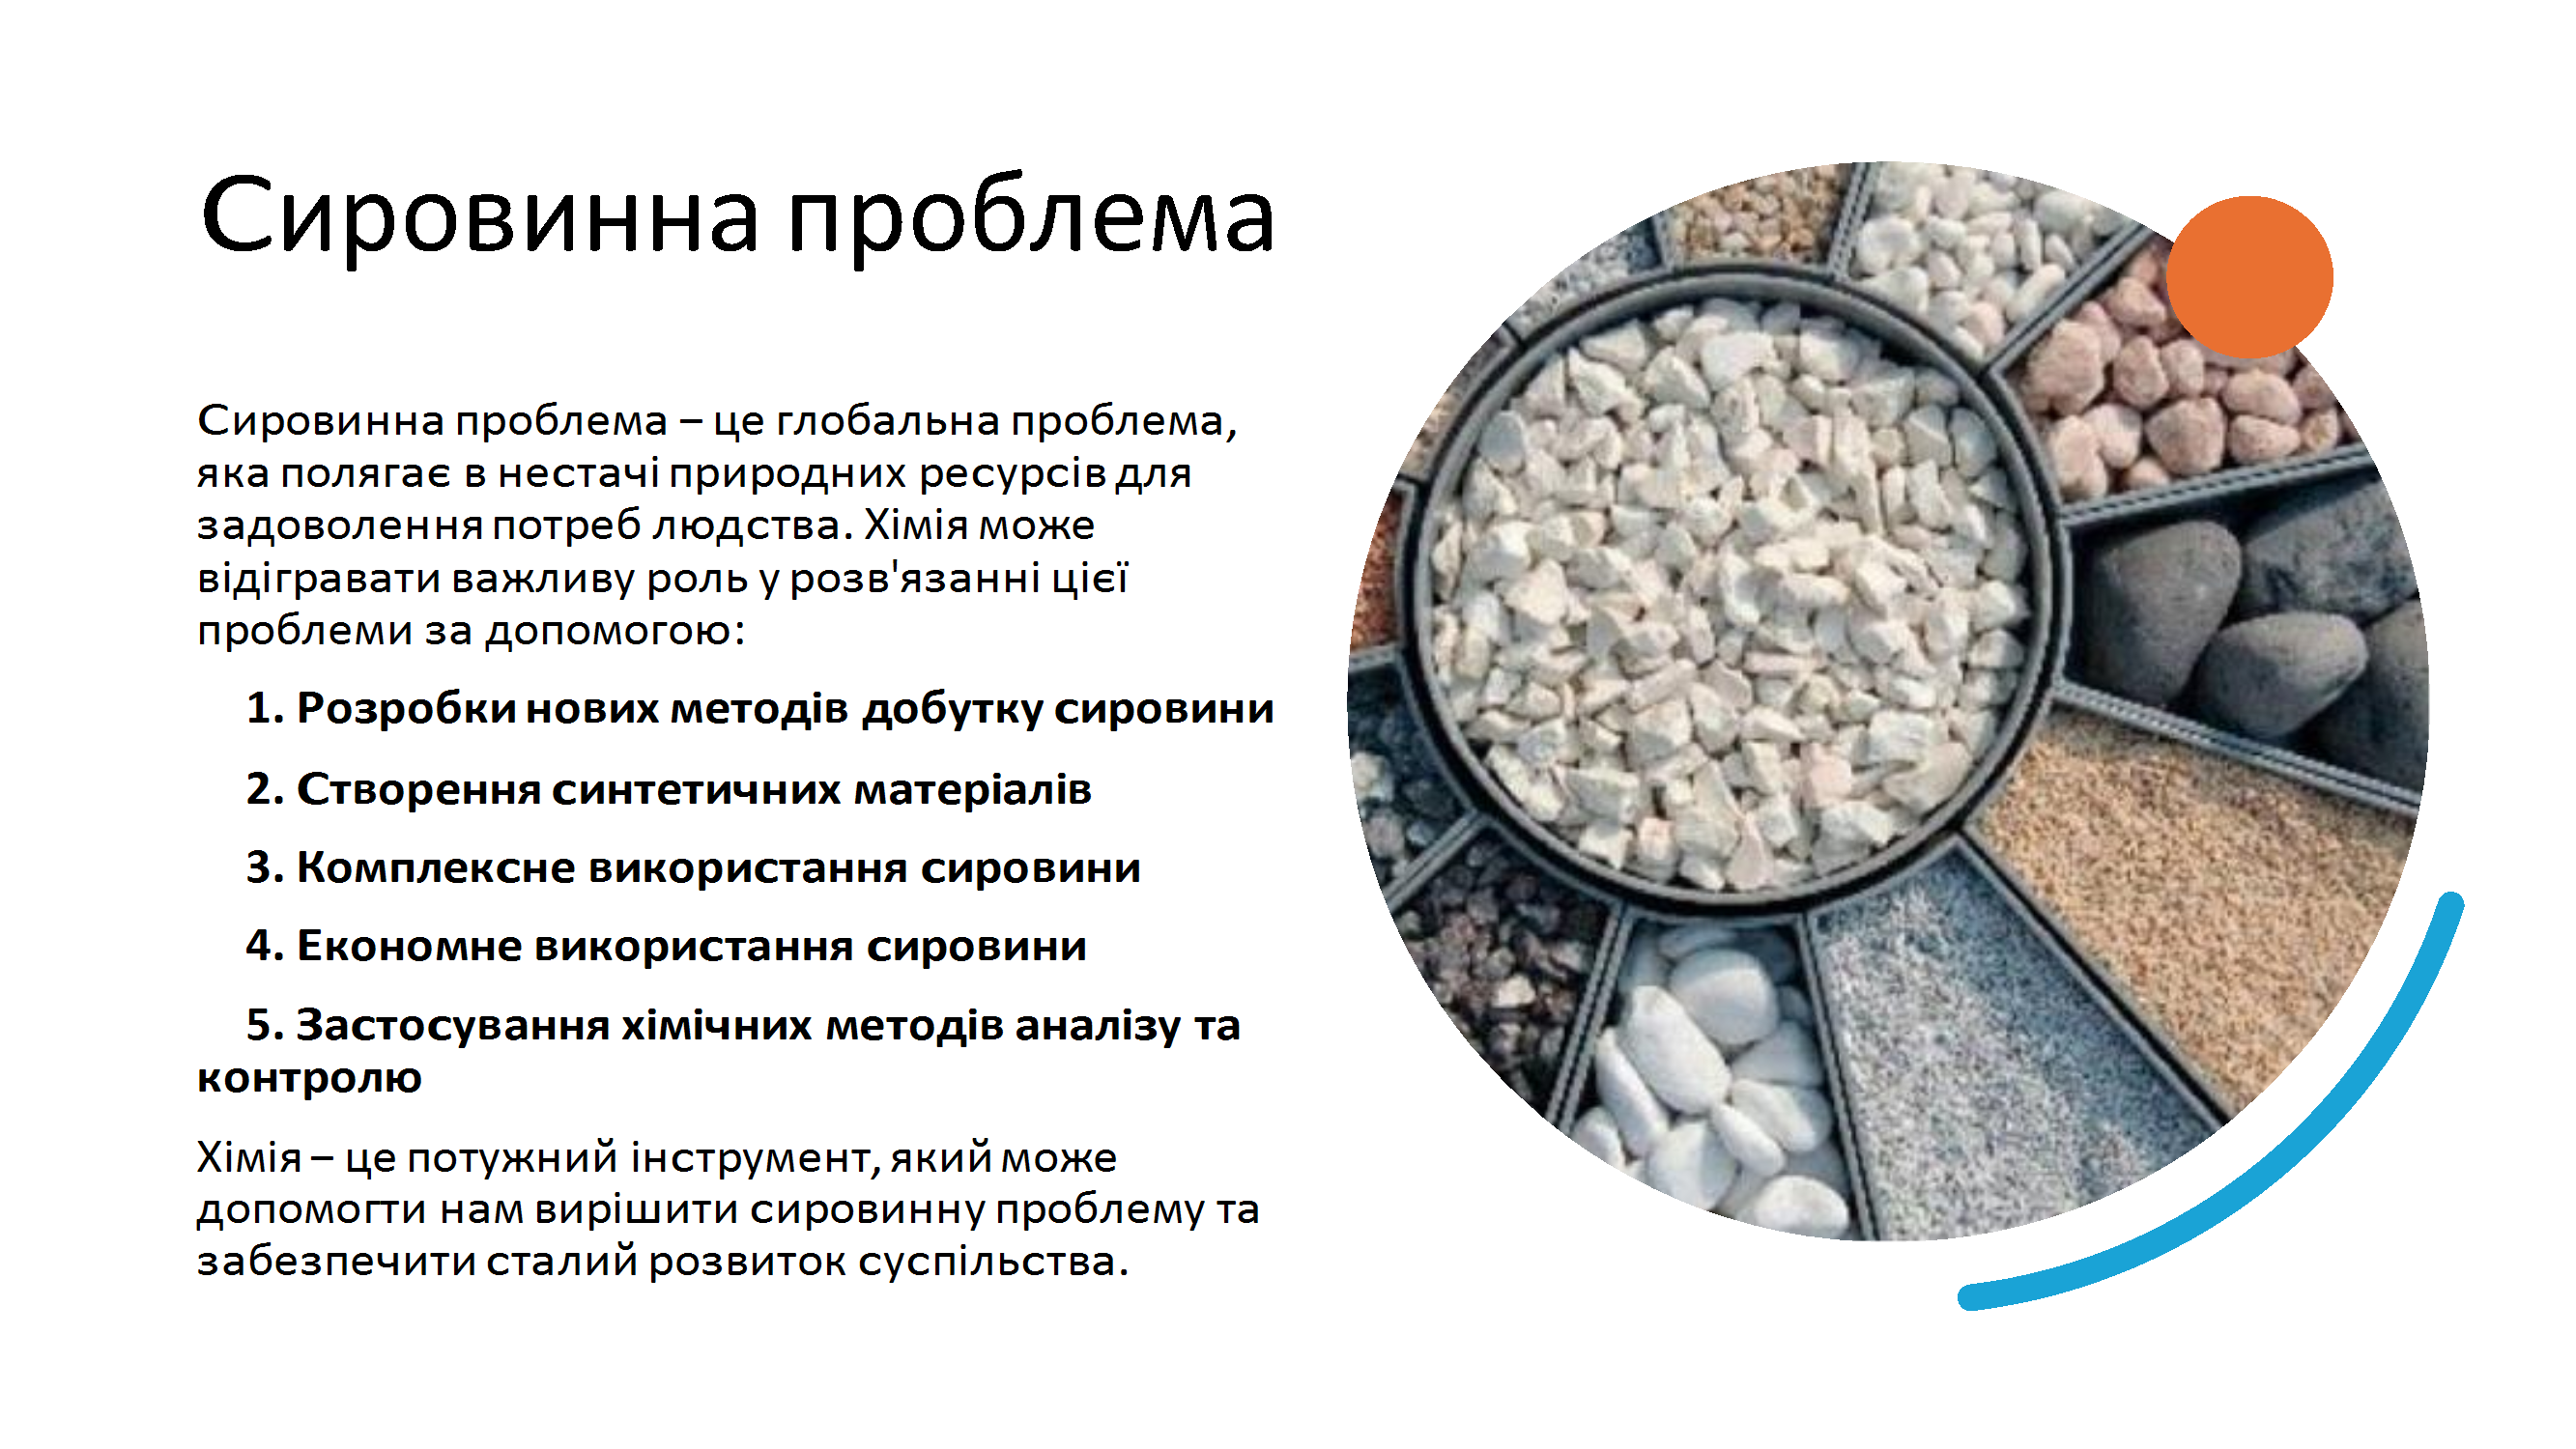 Сировинна проблема
Сировинна проблема – це глобальна проблема,
яка полягає в нестачі природних ресурсів для
задоволення потреб людства. Хімія може
відігравати важливу роль у розв'язанні цієї
проблеми за допомогою:
1. Розробки нових методів добутку сировини
2. Створення синтетичних матеріалів
3. Комплексне використання сировини
4. Економне використання сировини
5. Застосування хімічних методів аналізу та
контролю
Хімія – це потужний інструмент, який може
допомогти нам вирішити сировинну проблему та
забезпечити сталий розвиток суспільства.